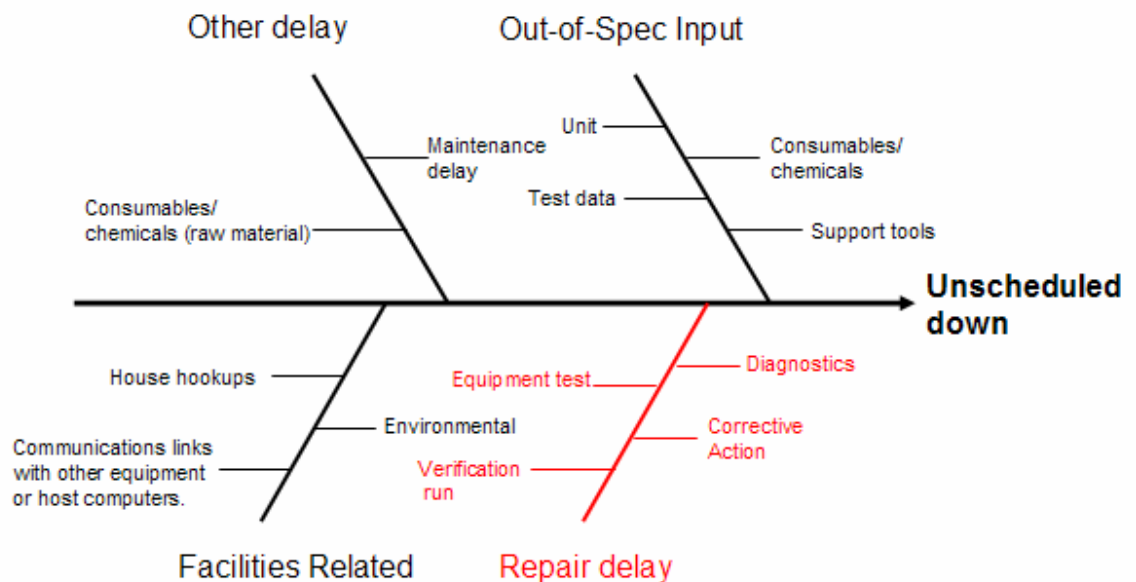 Other delay
Out-of-Spec Input
Unit
Maintenance
delay
Consumables/
chemicals
Test data
Consumables/
chemicals (raw material)
Support tools
Unscheduled
down
House hookups
Equipment test
Diagnostics
Environmental
Corrective
Action
Communications links
with other equipment
or host computers.
Verification
run
Facilities Related
Repair delay